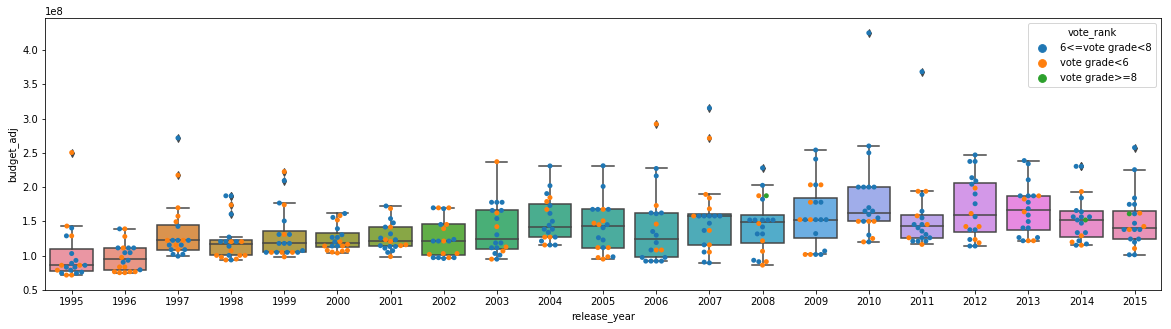 1e8
vote_rank
6<=vote grade<8
vote grade<6
vote grade>=8
budget_adj
4.0
3.5
3.0
2.5
2.0
1.5
1.0
0.5
1995 1996 1997 1998 1999 2000 2001 2002 2003 2004 2005 2006 2007 2008 2009 2010 2011 2012 2013 2014 2015
release_year